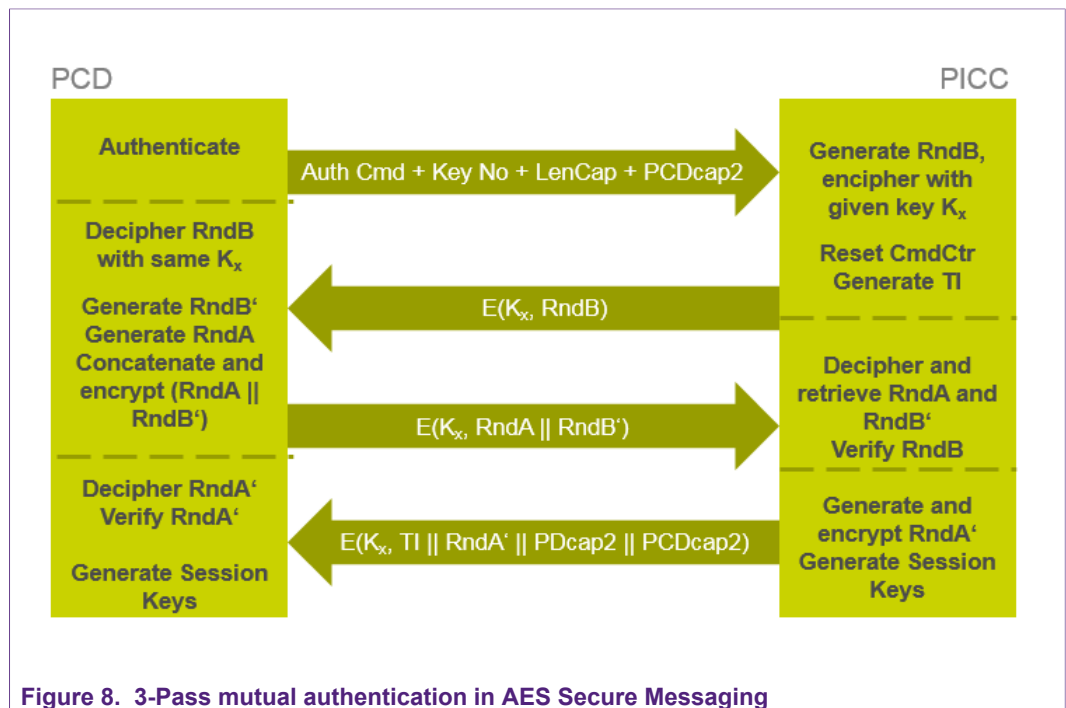 PCD
PICC
Authenticate
Auth Cmd + Key No + LenCap + PCDcap2
Generate RndB,
encipher with
given key Kₓ
Reset CmdCtr
Generate TI
Decipher RndB
with same Kₓ
E(Kₓ, RndB)
Generate RndB‘
Generate RndA
Concatenate and
encrypt (RndA ||
RndB‘)
E(Kₓ, RndA || RndB‘)
Decipher and
retrieve RndA and
RndB‘
Verify RndB
Decipher RndA‘
Verify RndA‘
Generate Session
Keys
E(Kₓ, TI || RndA‘ || PDcap2 || PCDcap2)
Generate and
encrypt RndA‘
Generate Session
Keys
Figure 8. 3-Pass mutual authentication in AES Secure Messaging